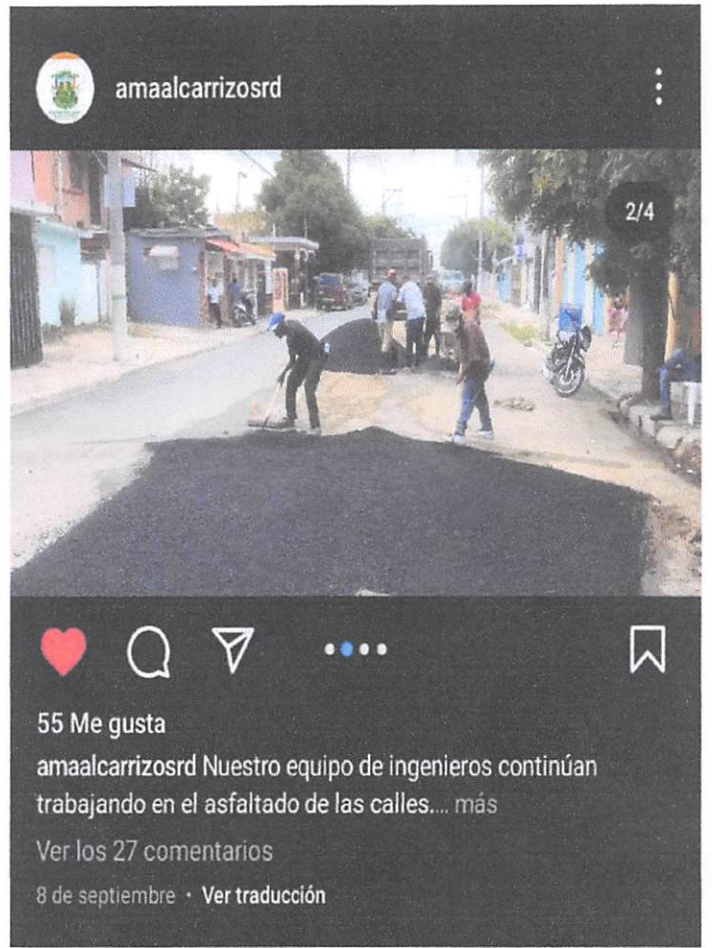 amaalcarrizosrd
2/4
55 Me gusta
amaalcarrizosrd Nuestro equipo de ingenieros continúan
trabajando en el asfaltado de las calles.... más
Ver los 27 comentarios
8 de septiembre • Ver traducción